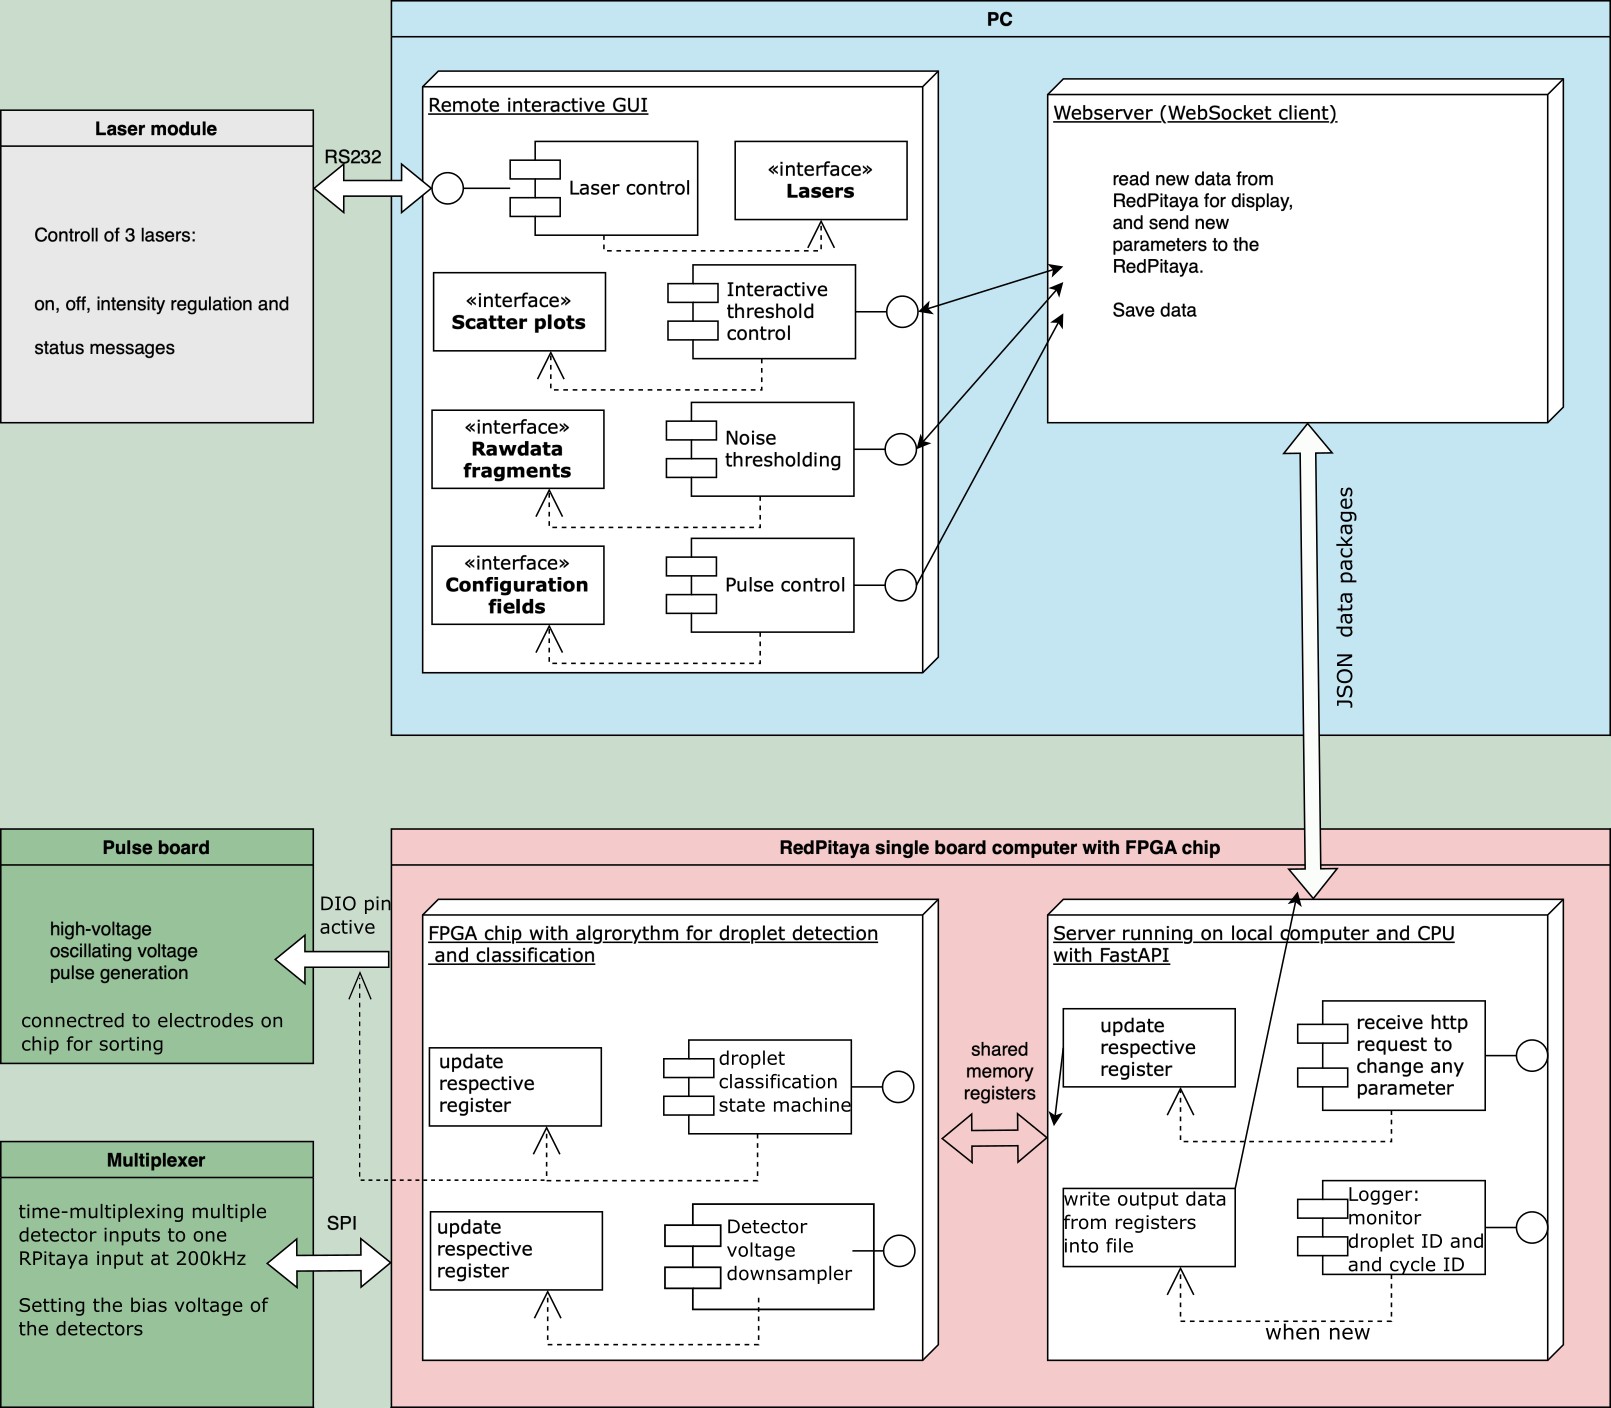 PC
Remote interactive GUI
Laser control
«interface»
Lasers
«interface»
Scatter plots
Interactive
threshold
control
«interface»
Rawdata
fragments
Noise
thresholding
«interface»
Configuration
fields
Pulse control
Webserver (WebSocket client)
read new data from
RedPitaya for display,
and send new
parameters to the
RedPitaya.
Save data
Laser module
Controll of 3 lasers:
on, off, intensity regulation and
status messages
RS232
JSON  data packages
Pulse board
high-voltage
oscillating voltage
pulse generation
connectred to electrodes on
chip for sorting
DIO pin
active
Multiplexer
time-multiplexing multiple
detector inputs to one
RPitaya input at 200kHz
Setting the bias voltage of
the detectors
SPI
RedPitaya single board computer with FPGA chip
FPGA chip with algrorythm for droplet detection
and classification
update
respective
register
droplet
classification
state machine
update
respective
register
Detector
voltage
downsampler
shared
memory
registers
Server running on local computer and CPU
with FastAPI
update
respective
register
receive http
request to
change any
parameter
write output data
from registers
into file
Logger:
monitor
droplet ID and
and cycle ID
when new